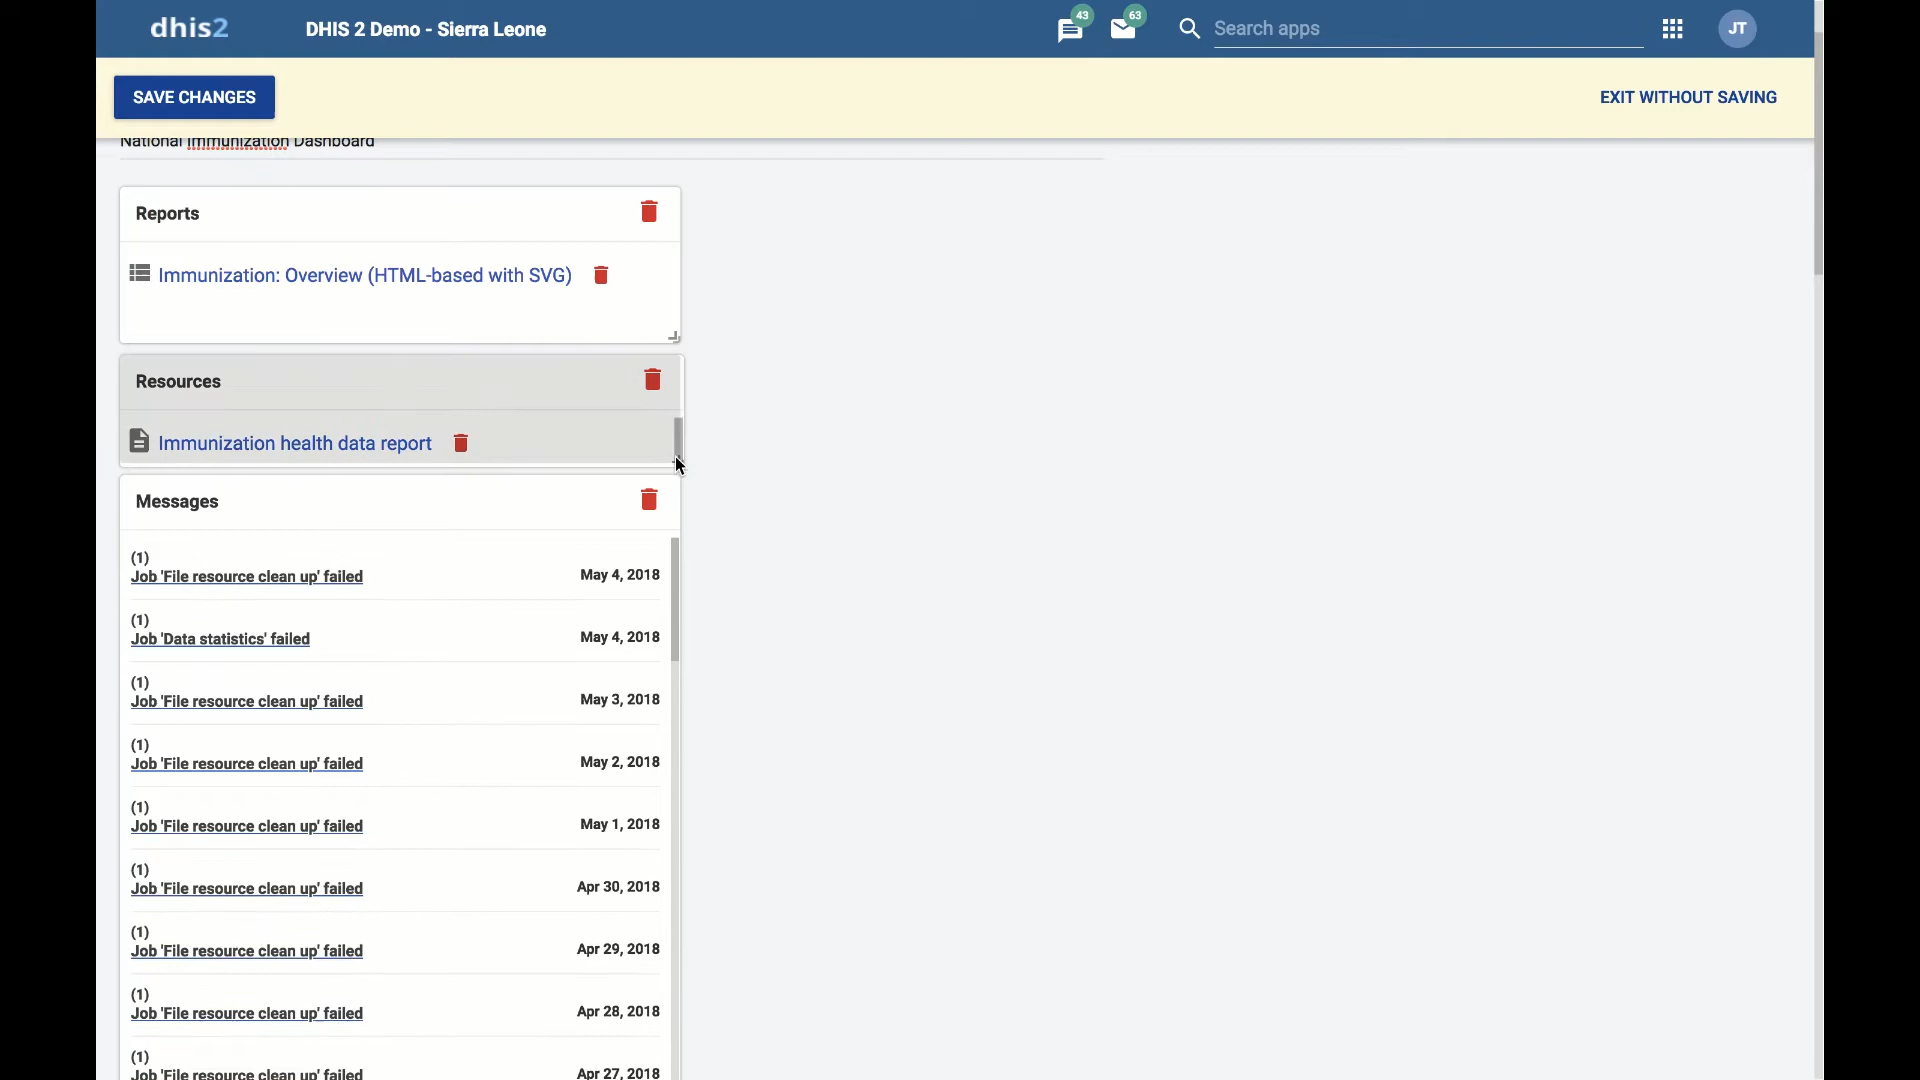 dhis2
DHIS 2 Demo - Sierra Leone
43
63
Search apps
JT
SAVE CHANGES
EXIT WITHOUT SAVING
National Immunization Dashboard
Reports
Immunization: Overview (HTML-based with SVG)
Resources
Immunization health data report
Messages
(1)
Job 'File resource clean up' failed May 4, 2018
(1)
Job 'Data statistics' failed May 4, 2018
(1)
Job 'File resource clean up' failed May 3, 2018
(1)
Job 'File resource clean up' failed May 2, 2018
(1)
Job 'File resource clean up' failed May 1, 2018
(1)
Job 'File resource clean up' failed Apr 30, 2018
(1)
Job 'File resource clean up' failed Apr 29, 2018
(1)
Job 'File resource clean up' failed Apr 28, 2018
(1)
Job 'File resource clean up' failed Apr 27, 2018